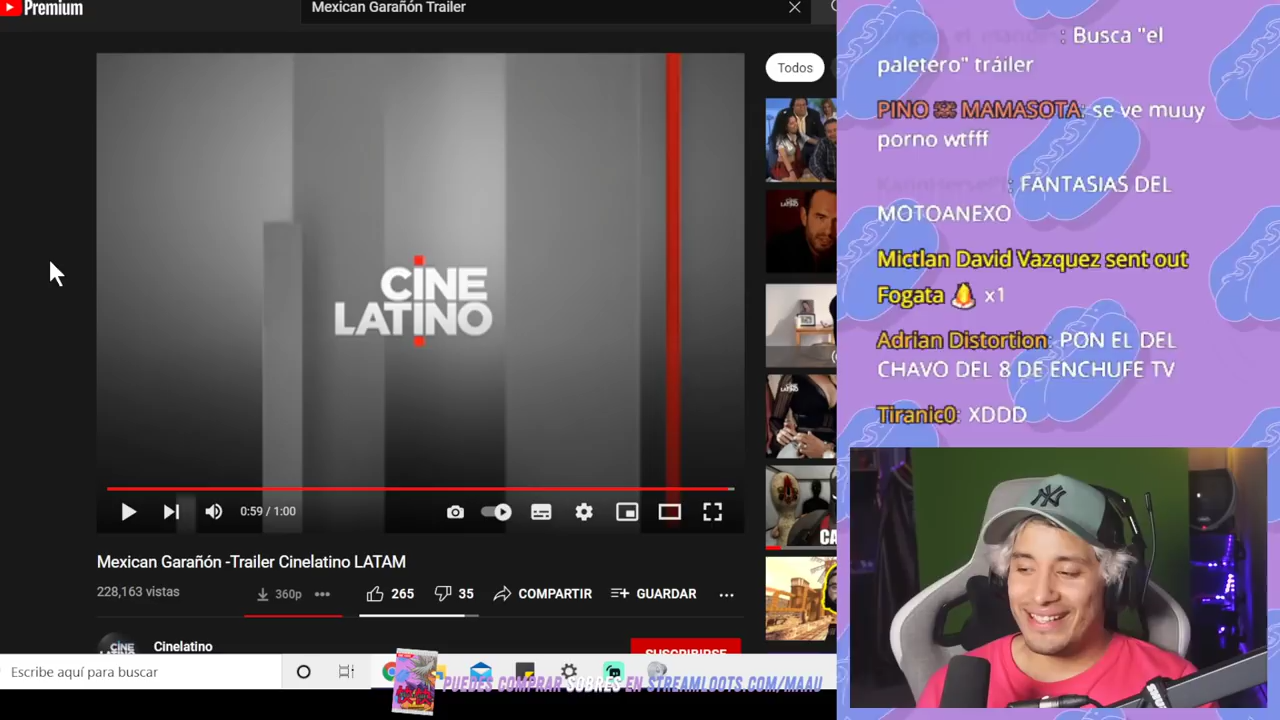 Premium
Mexican Garañón Trailer
Todos
CINE
LATINO
0:59 / 1:00
Mexican Garañón -Trailer Cinelatino LATAM
228,163 vistas
360p
265
35
COMPARTIR
GUARDAR
Cinelatino
SUSCRIBIRSE
Escribe aquí para buscar
PUEDES COMPRAR SOBRES EN STREAMLOOTS.COM/MAAU
: Busca "el
paletero" tráiler
PINO MAMASOTA: se ve muuy
porno wtfff
: FANTASIAS DEL
MOTOANEXO
Mictlan David Vazquez sent out
Fogata x1
Adrian Distortion: PON EL DEL
CHAVO DEL 8 DE ENCHUFE TV
Tiranic0: XDDD